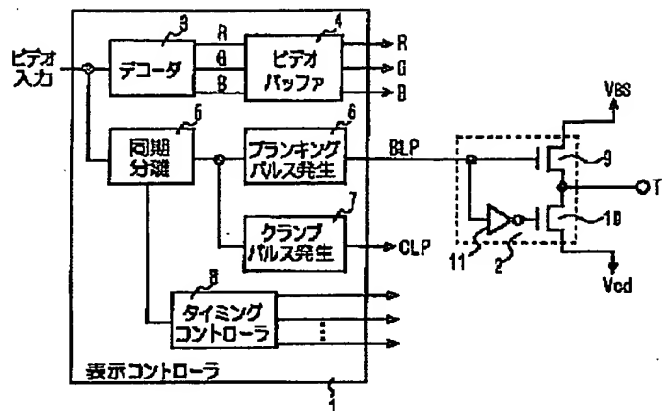 ビデオ
入力
3
デコーダ
R
G
B
4
ビデオ
バッファ
R
G
B
5
同期
分離
6
ブランキング
パルス発生
BLP
7
クランプ
パルス発生
CLP
8
タイミング
コントローラ
表示コントローラ
1
VBS
9
T
10
11
2
Vcd